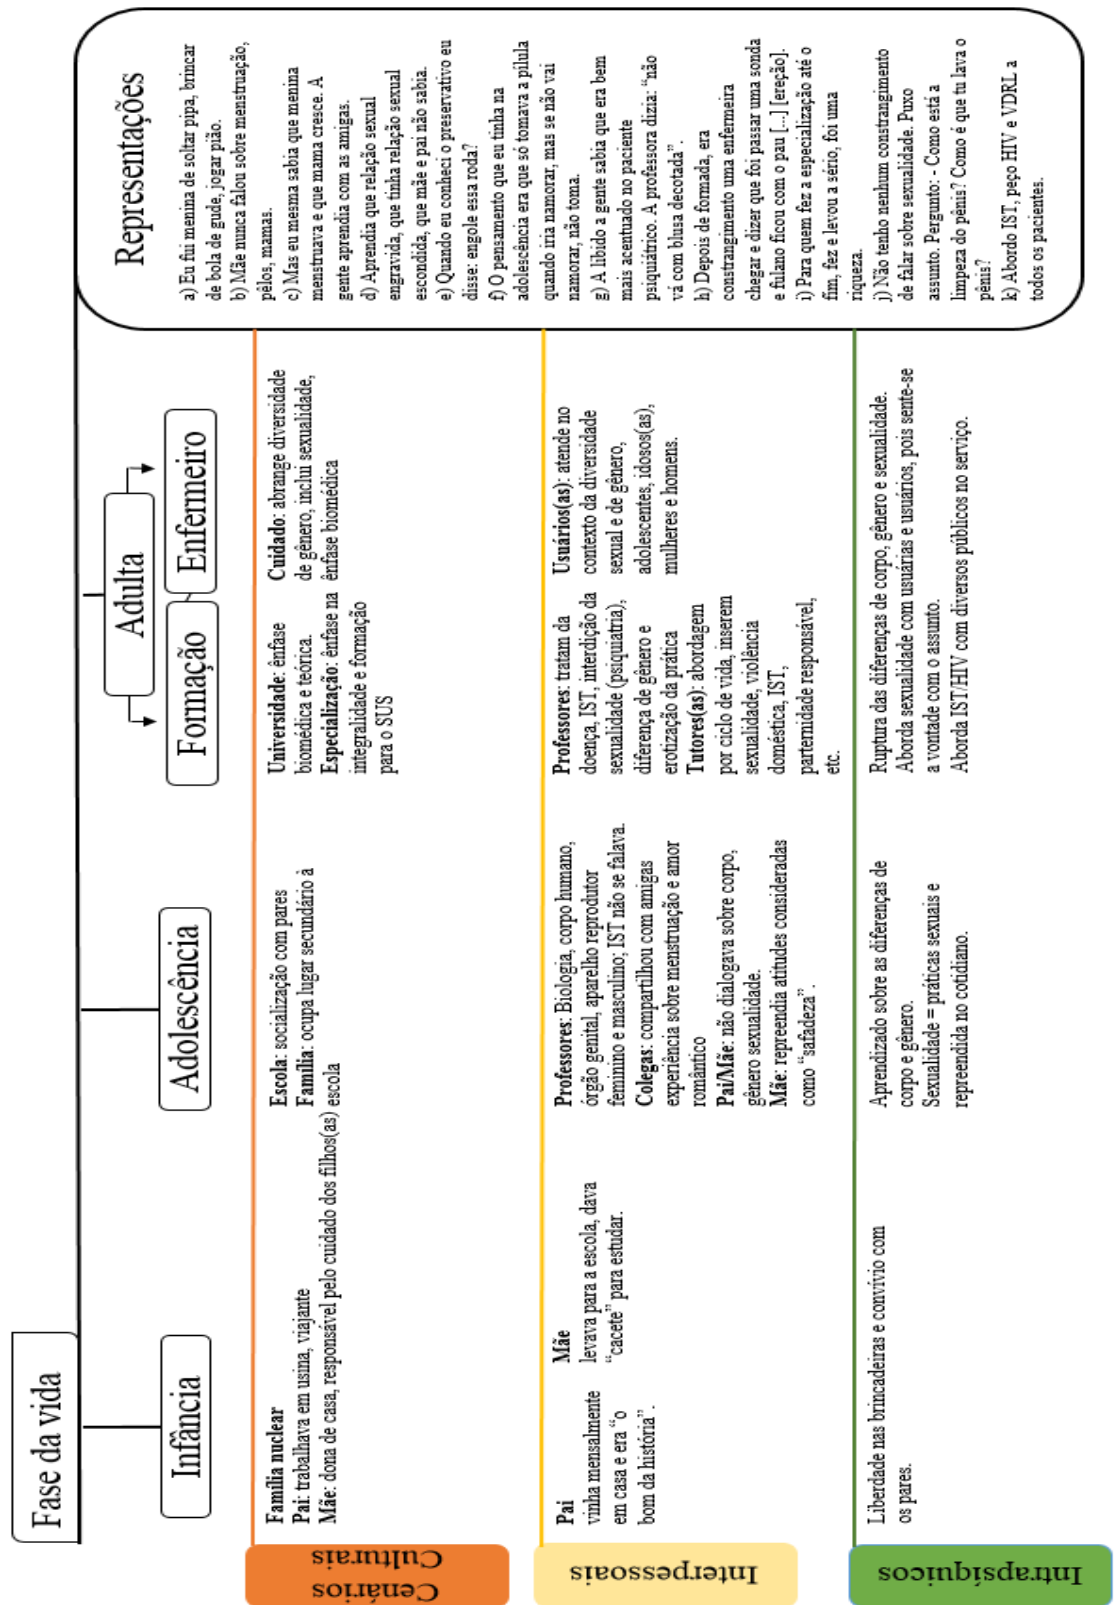 Fase da vida
Infância
Adolescência
Adulta
Formação
Enfermeiro
Representações
Cenários
Culturais
Família nuclear
Pai: trabalhava em usina, viajante
Mãe: dona de casa, responsável pelo cuidado dos filhos(as)
Escola: socialização com pares
Família: ocupa lugar secundário à
escola
Universidade: ênfase
biomédica e teórica.
Especialização: ênfase na
integralidade e formação
para o SUS
Cuidado: abrange diversidade
de gênero, inclui sexualidade,
ênfase biomédica
Interpessoais
Pai
vinha mensalmente
em casa e era “o
bom da história”.
Mãe
levava para a escola, dava
“cacete” para estudar.
Professores: Biologia, corpo humano,
órgão genital, aparelho reprodutor
feminino e masculino; IST não se falava.
Colegas: compartilhou com amigas
experiência sobre menstruação e amor
romântico
Pai/Mãe: não dialogava sobre corpo,
gênero sexualidade.
Mãe: repreendia atitudes consideradas
como “safadeza”.
Professores: tratam da
doença, IST, interdição da
sexualidade (psiquiatria),
diferença de gênero e
erotização da prática
Tutores(as): abordagem
por ciclo de vida, inserem
sexualidade, violência
doméstica, IST,
parternidade responsável,
etc.
Usuários(as): atende no
contexto da diversidade
sexual e de gênero,
adolescentes, idosos(as),
mulheres e homens.
Intrapsíquicos
Liberdade nas brincadeiras e convívio com
os pares.
Aprendizado sobre as diferenças de
corpo e gênero.
Sexualidade = práticas sexuais e
repreendida no cotidiano.
Ruptura das diferenças de corpo, gênero e sexualidade.
Aborda sexualidade com usuárias e usuários, pois sente-se
a vontade com o assunto.
Aborda IST/HIV com diversos públicos no serviço.
a) Eu fui menina de soltar pipa, brincar
de bola de gude, jogar pião.
b) Mãe nunca falou sobre menstruação,
pêlos, mamas.
c) Mas eu mesma sabia que menina
menstruava e que mama cresce. A
gente aprendia com as amigas.
d) Aprendia que relação sexual
engravida, que tinha relação sexual
escondida, que mãe e pai não sabia.
e) Quando eu conheci o preservativo eu
disse: engole essa roda?
f) O pensamento que eu tinha na
adolescência era que só tomava a pílula
quando iria namorar, mas se não vai
namorar, não toma.
g) A libido a gente sabia que era bem
mais acentuado no paciente
psiquiátrico. A professora dizia: “não
vá com blusa decotada”.
h) Depois de formada, era
constrangimento uma enfermeira
chegar e dizer que foi passar uma sonda
e fulano ficou com o pau [...] [ereção].
i) Para quem fez a especialização até o
fim, fez e levou a sério, foi uma
riqueza.
j) Não tenho nenhum constrangimento
de falar sobre sexualidade. Puxo
assunto. Pergunto: - Como está a
limpeza do pênis? Como é que tu lava o
pênis?
k) Abordo IST, peço HIV e VDRL a
todos os pacientes.